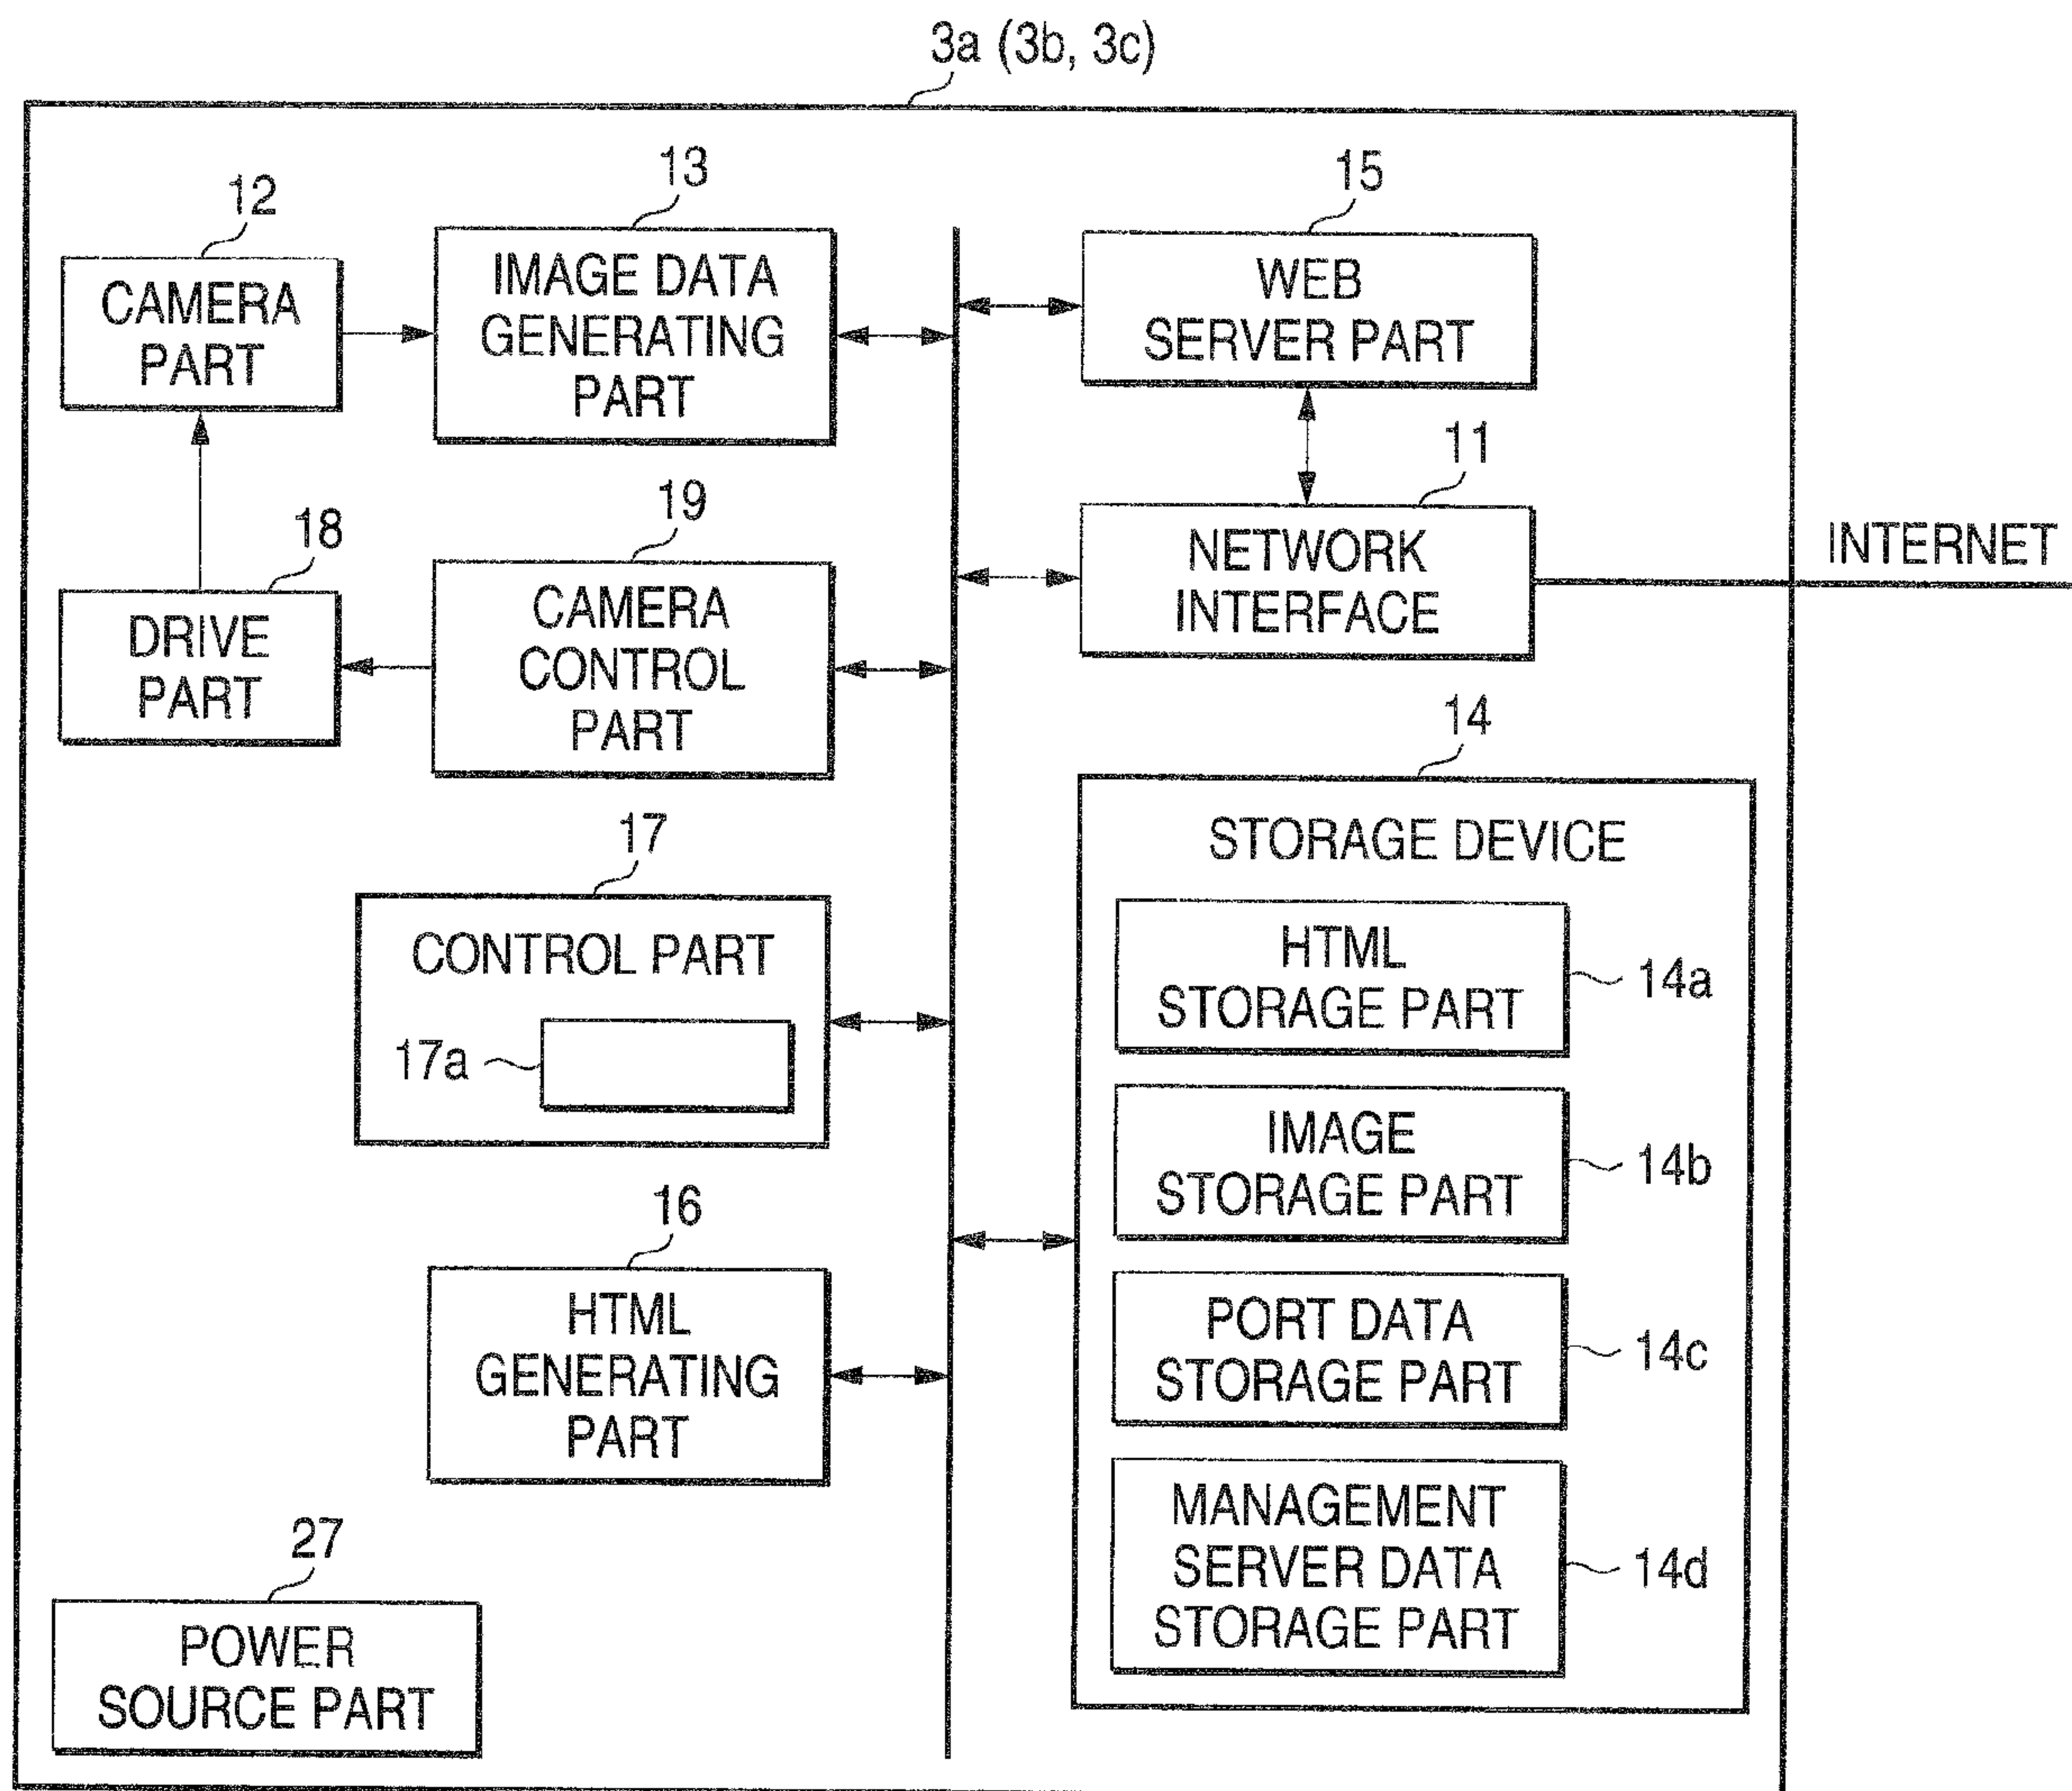 3a (3b, 3c)
12
CAMERA
PART
13
IMAGE DATA
GENERATING
PART
15
WEB
SERVER PART
11
NETWORK
INTERFACE
INTERNET
18
DRIVE
PART
19
CAMERA
CONTROL
PART
14
STORAGE DEVICE
HTML
STORAGE PART
14a
IMAGE
STORAGE PART
14b
PORT DATA
STORAGE PART
14c
MANAGEMENT
SERVER DATA
STORAGE PART
14d
17
CONTROL PART
17a
16
HTML
GENERATING
PART
27
POWER
SOURCE PART